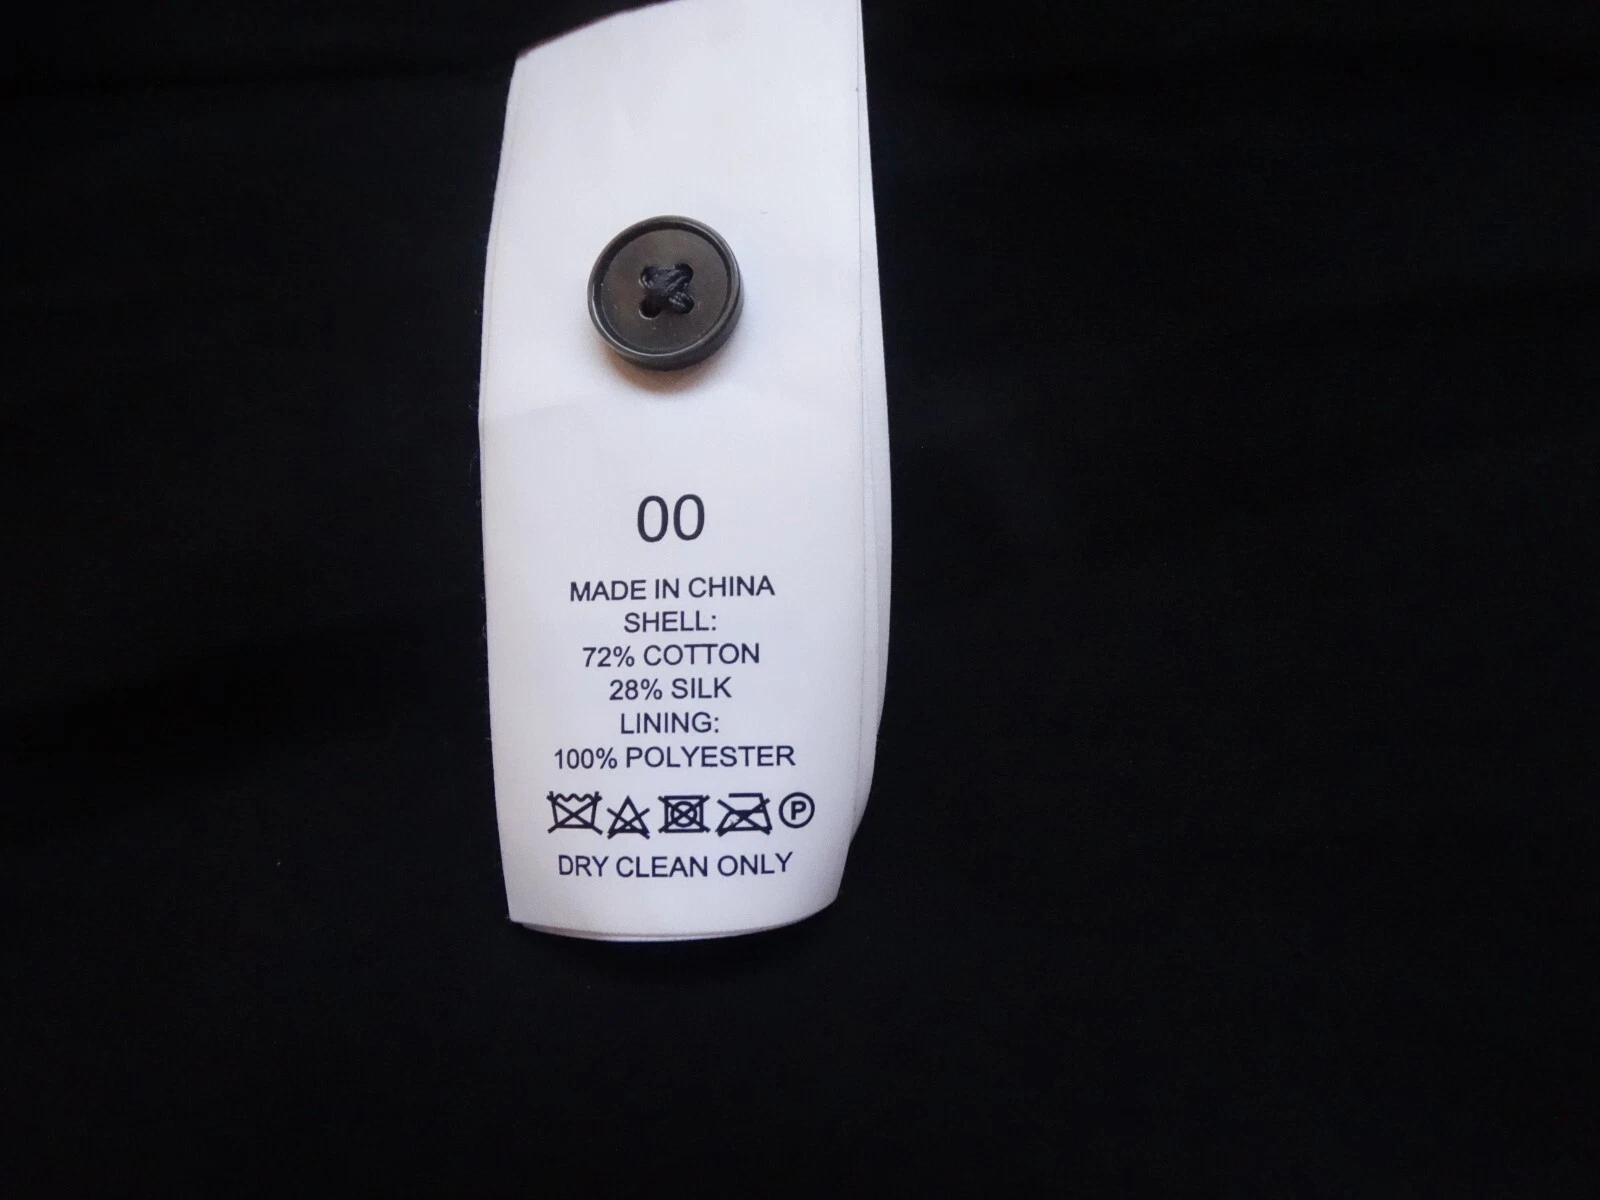 00
MADE IN CHINA
SHELL:
72% COTTON
28% SILK
LINING:
100% POLYESTER
P
DRY CLEAN ONLY